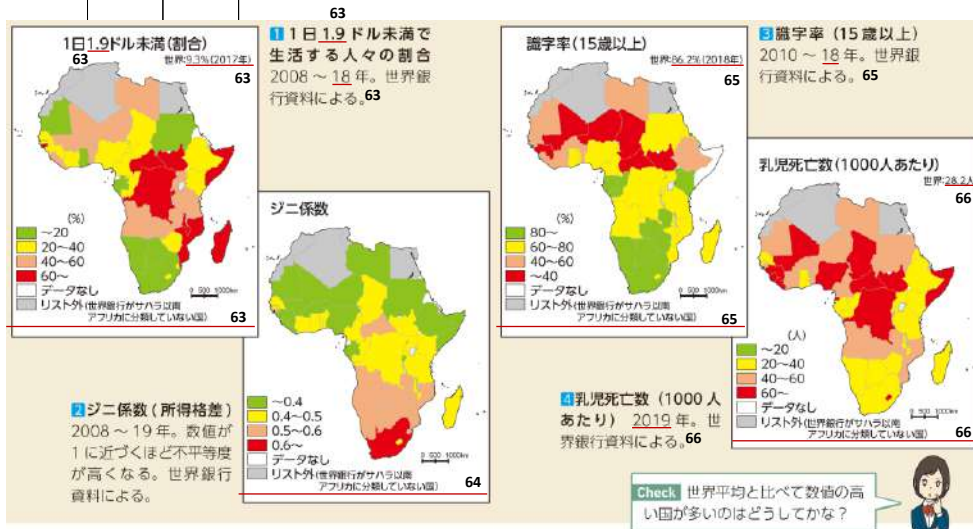 63
1日1.9ドル未満(割合)
63
世界:9.3%(2017年)
63
(%)
~20
20~40
40~60
60~
データなし
リスト外(世界銀行がサハラ以南
アフリカに分類していない国)
63
0 500 1000km
1 1日1.9ドル未満で
生活する人々の割合
2008 ~ 18 年。世界銀
行資料による。63
ジニ係数
~0.4
0.4~0.5
0.5~0.6
0.6~
データなし
リスト外(世界銀行がサハラ以南
アフリカに分類していない国)
64
0 500 1000km
2 ジニ係数(所得格差)
2008 ~ 19 年。数値が
1に近づくほど不平等度
が高くなる。世界銀行
資料による。
識字率(15歳以上)
世界:86.2%(2018年)
65
(%)
80~
60~80
40~60
~40
データなし
リスト外(世界銀行がサハラ以南
アフリカに分類していない国)
65
0 500 1000km
3 識字率(15歳以上)
2010 ~ 18 年。世界銀
行資料による。65
乳児死亡数(1000人あたり)
世界:28.2人
66
(人)
~20
20~40
40~60
60~
データなし
リスト外(世界銀行がサハラ以南
アフリカに分類していない国)
66
0 500 1000km
4 乳児死亡数(1000人
あたり) 2019 年。世
界銀行資料による。66
Check 世界平均と比べて数値の高
い国が多いのはどうしてかな?